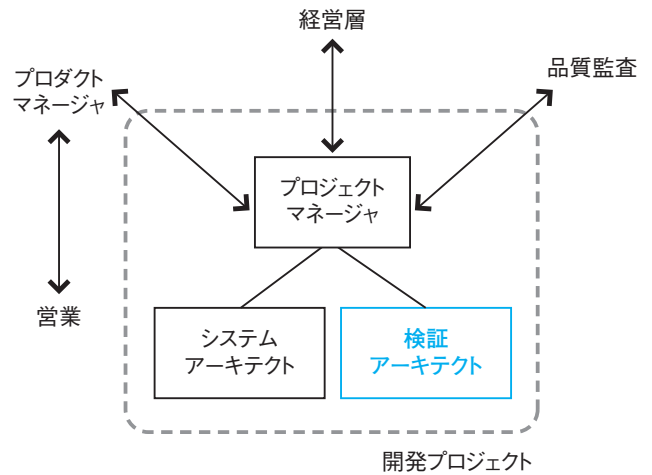 経営層
プロダクト
マネージャ
品質監査
プロジェクト
マネージャ
営業
システム
アーキテクト
検証
アーキテクト
開発プロジェクト